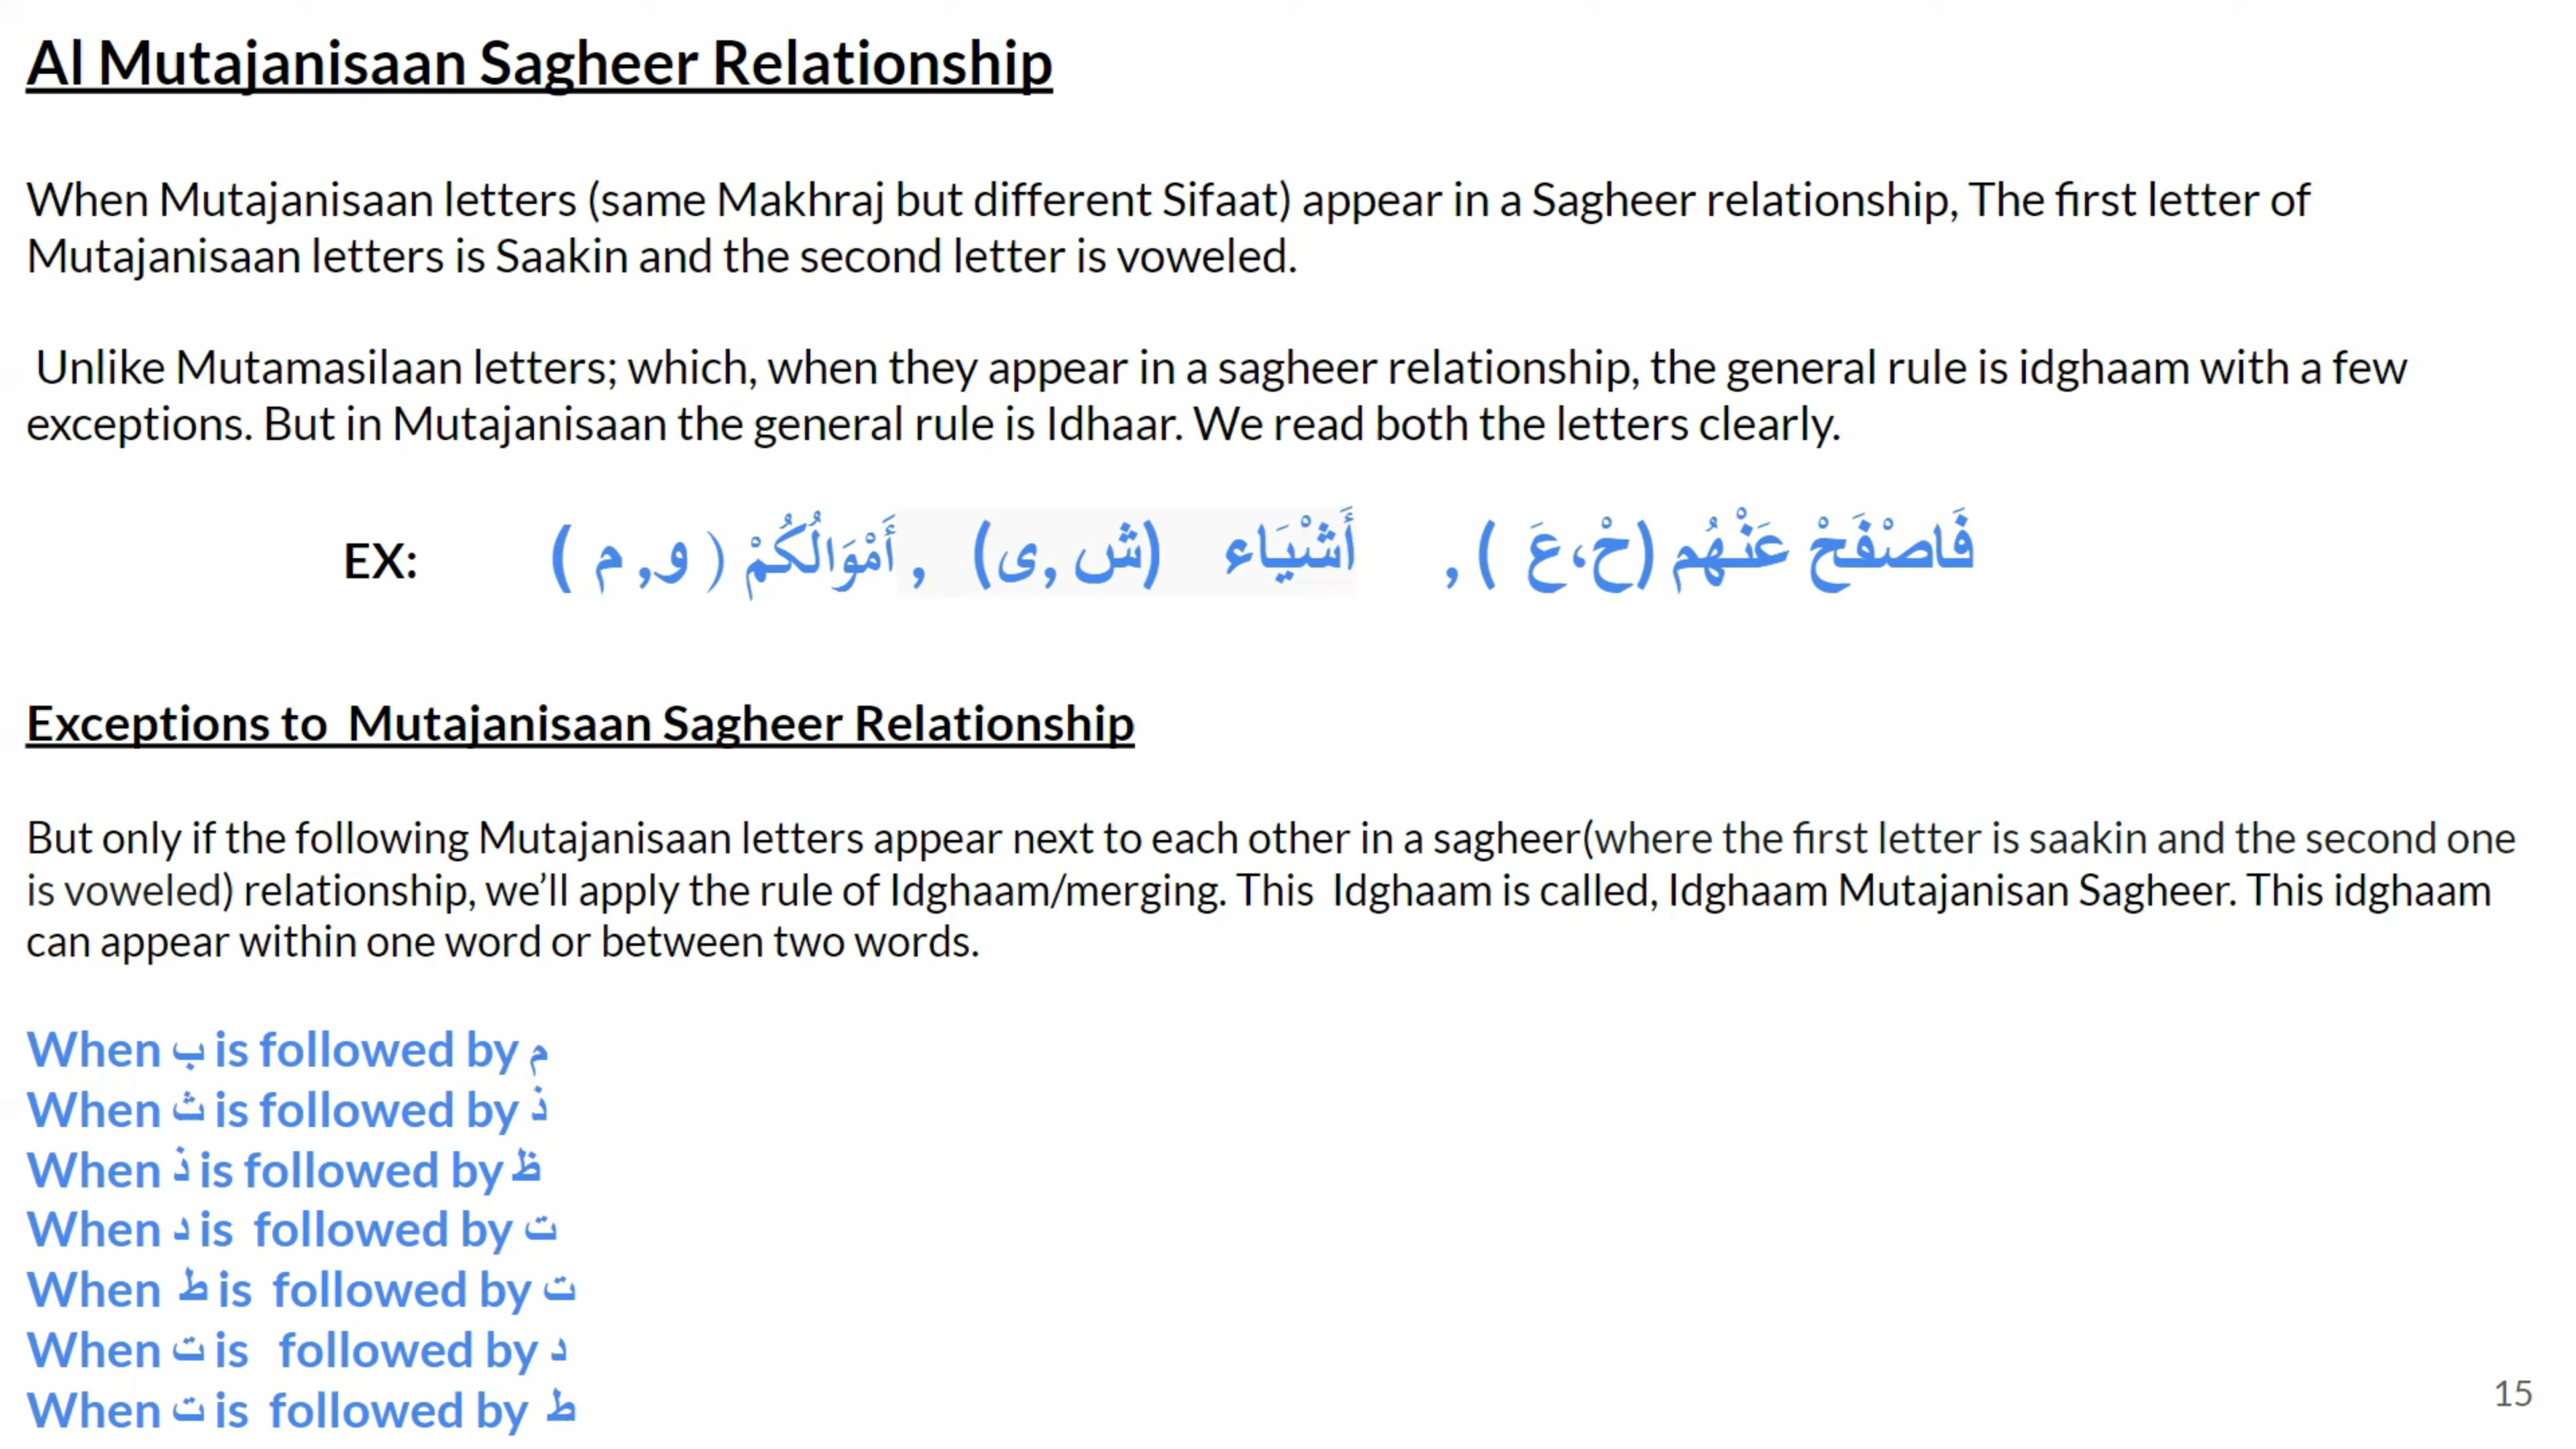 Al Mutajanisaan Sagheer Relationship
When Mutajanisaan letters (same Makhraj but different Sifaat) appear in a Sagheer relationship, The first letter of
Mutajanisaan letters is Saakin and the second letter is voweled.
Unlike Mutamasilaan letters; which, when they appear in a sagheer relationship, the general rule is idghaam with a few
exceptions. But in Mutajanisaan the general rule is Idhaar. We read both the letters clearly.
EX: فَاصْفَحْ عَنْهُم (حْ،عَ ) , أَشْيَاء (ش ,ى) , أَمْوَالُكُمْ ( و, م )
Exceptions to Mutajanisaan Sagheer Relationship
But only if the following Mutajanisaan letters appear next to each other in a sagheer(where the first letter is saakin and the second one
is voweled) relationship, we’ll apply the rule of Idghaam/merging. This Idghaam is called, Idghaam Mutajanisan Sagheer. This idghaam
can appear within one word or between two words.
When ب is followed by م
When ث is followed by ذ
When ذ is followed by ظ
When د is followed by ت
When ط is followed by ت
When ت is followed by د
When ت is followed by ط
15